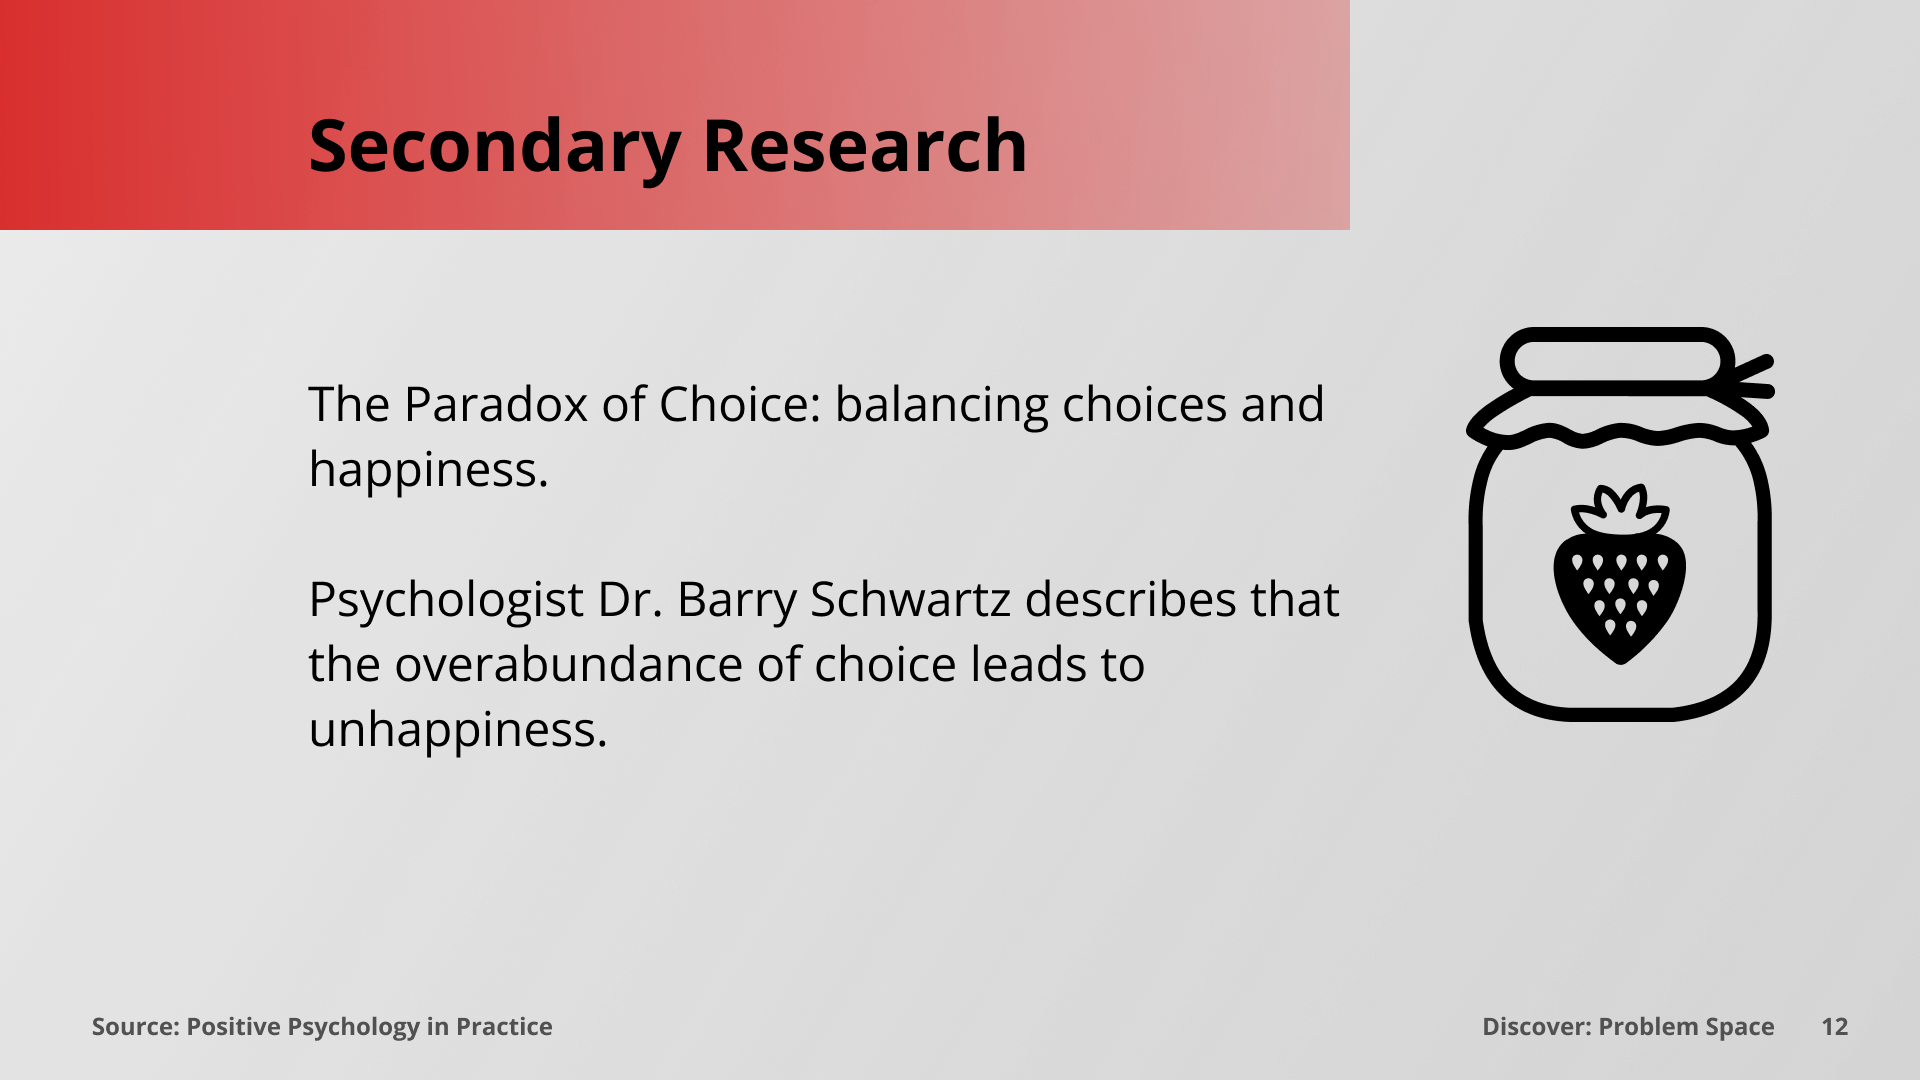 Secondary Research
The Paradox of Choice: balancing choices and
happiness.
Psychologist Dr. Barry Schwartz describes that
the overabundance of choice leads to
unhappiness.
Source: Positive Psychology in Practice
Discover: Problem Space 12